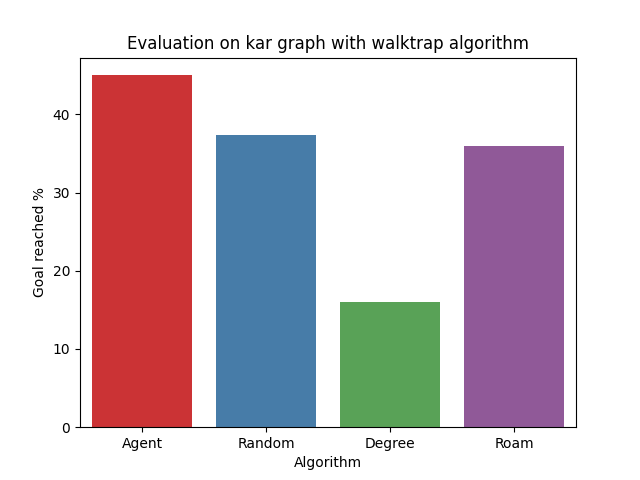 Evaluation on kar graph with walktrap algorithm
Goal reached %
40
30
20
10
0
Agent Random Degree Roam
Algorithm